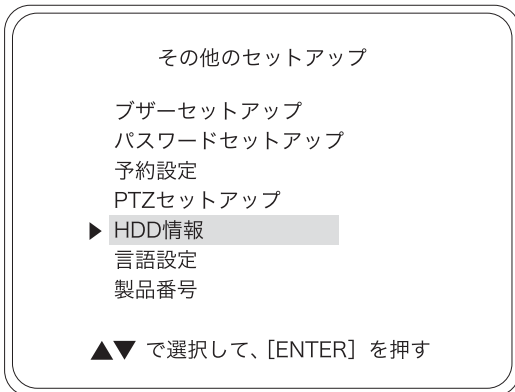 その他のセットアップ
ブザーセットアップ
パスワードセットアップ
予約設定
PTZセットアップ
▶ HDD情報
言語設定
製品番号
▲▼ で選択して、[ENTER] を押す